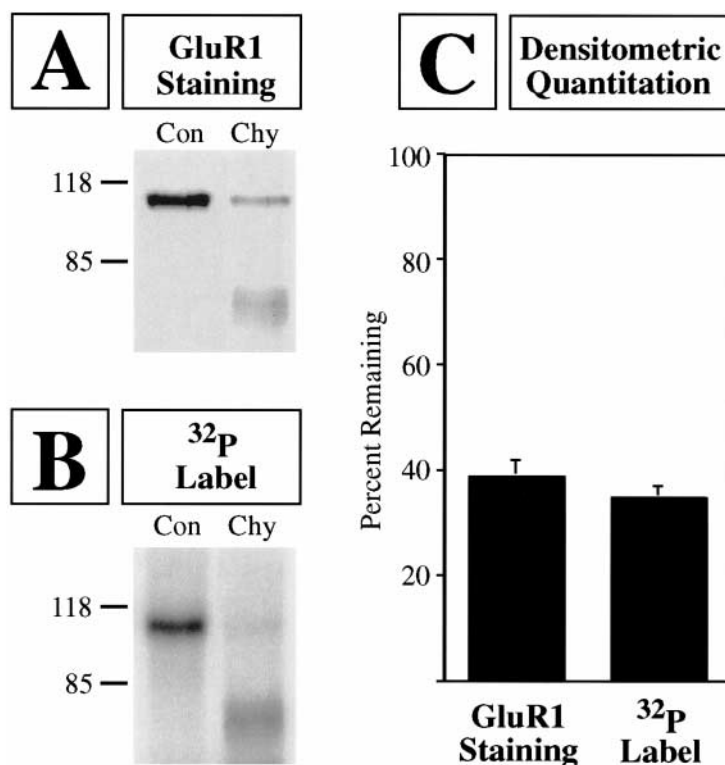 A
GluR1
Staining
Con Chy
118
85
B
32P
Label
Con Chy
118
85
C
Densitometric
Quantitation
100
80
60
40
20
Percent Remaining
GluR1
Staining
32P
Label